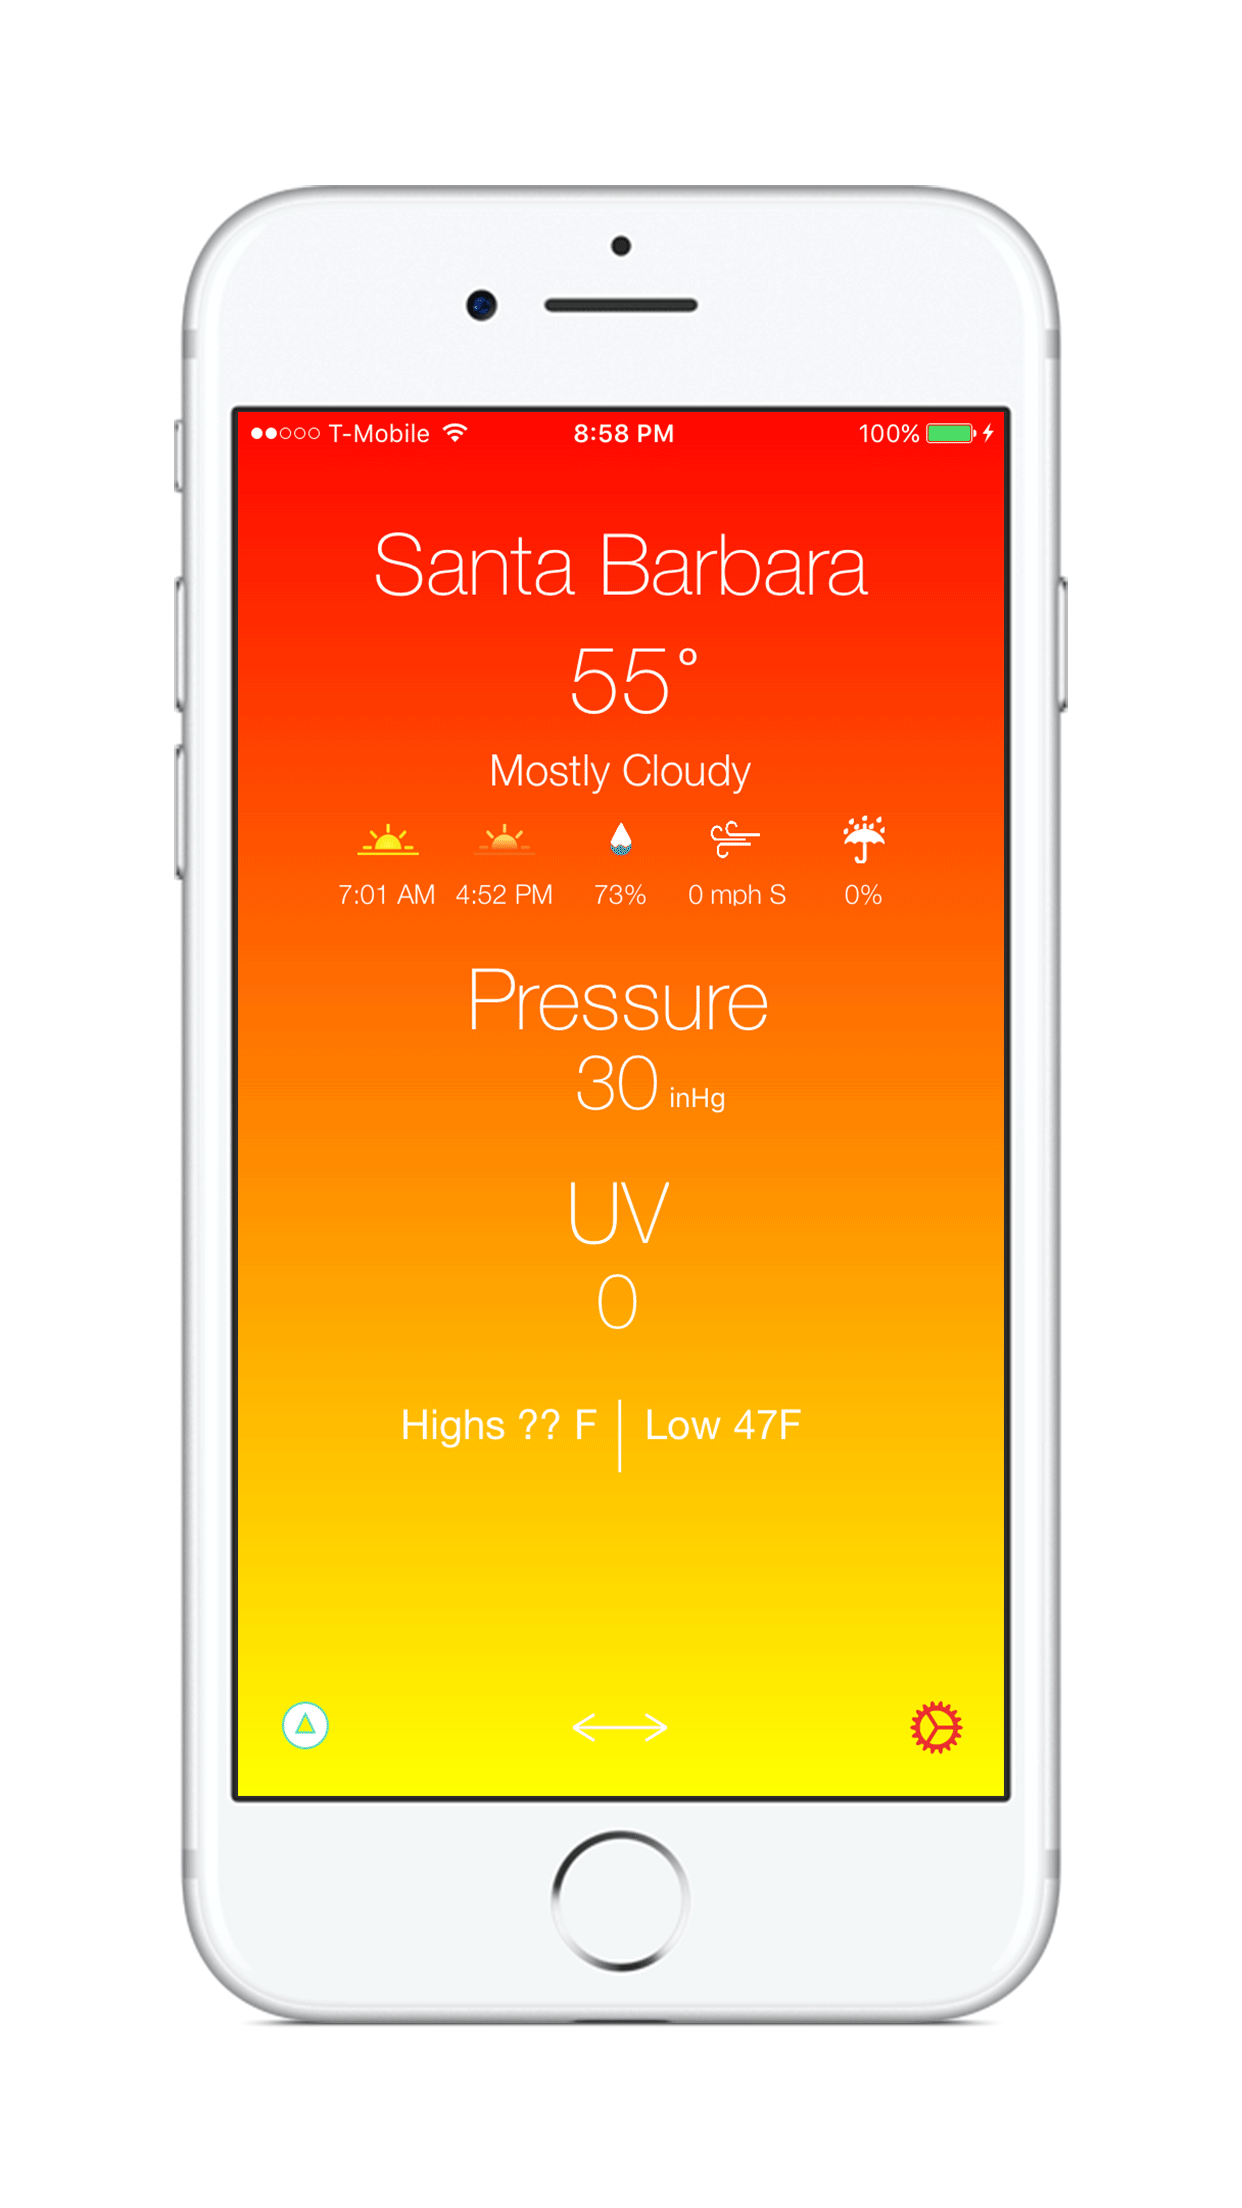 T-Mobile 8:58 PM 100%
Santa Barbara
55°
Mostly Cloudy
7:01 AM 4:52 PM 73% 0 mph S 0%
Pressure
30 inHg
UV
0
Highs ?? F Low 47F